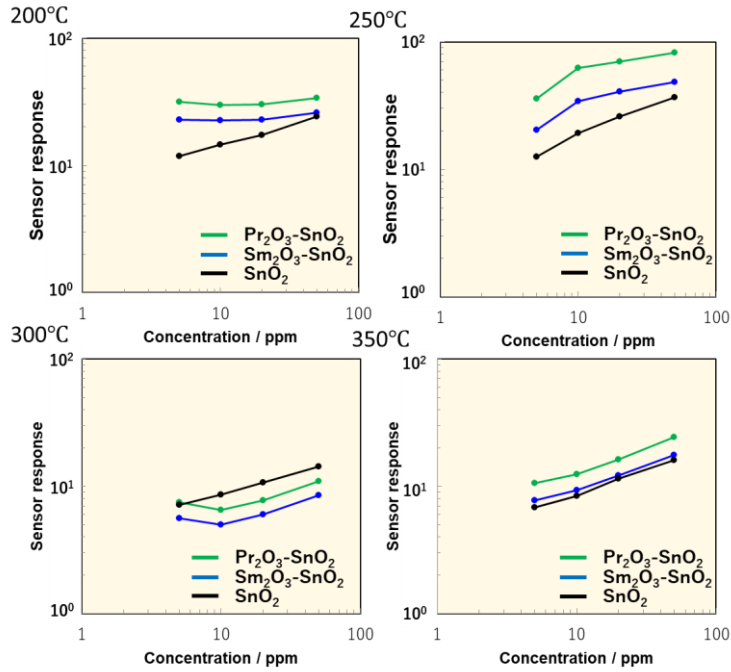 200°C
10²
10¹
10⁰
Sensor response
Pr₂O₃-SnO₂
Sm₂O₃-SnO₂
SnO₂
1
10
100
Concentration / ppm
250°C
10²
10¹
10⁰
Sensor response
Pr₂O₃-SnO₂
Sm₂O₃-SnO₂
SnO₂
1
10
100
Concentration / ppm
300°C
10²
10¹
10⁰
Sensor response
Pr₂O₃-SnO₂
Sm₂O₃-SnO₂
SnO₂
1
10
100
Concentration / ppm
350°C
10²
10¹
10⁰
Sensor response
Pr₂O₃-SnO₂
Sm₂O₃-SnO₂
SnO₂
1
10
100
Concentration / ppm